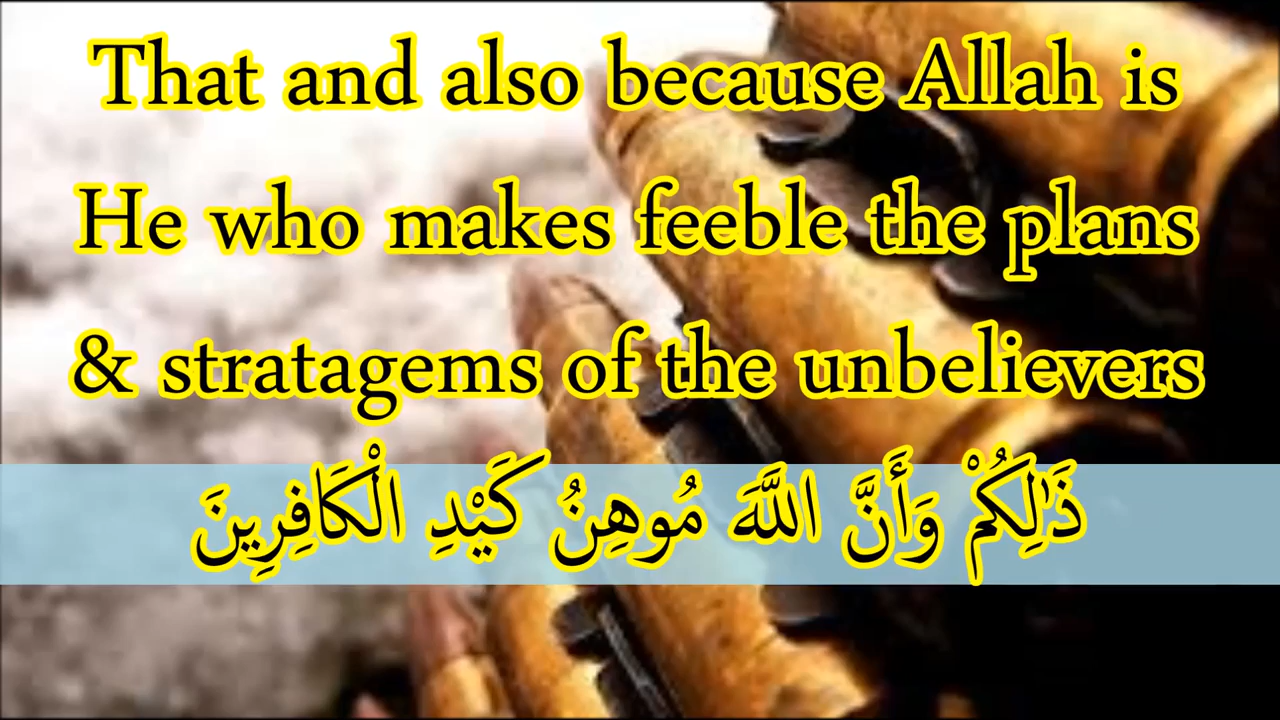 That and also because Allah is
He who makes feeble the plans
& stratagems of the unbelievers
ذَٰلِكُمْ وَأَنَّ اللَّهَ مُوهِنُ كَيْدِ الْكَافِرِينَ